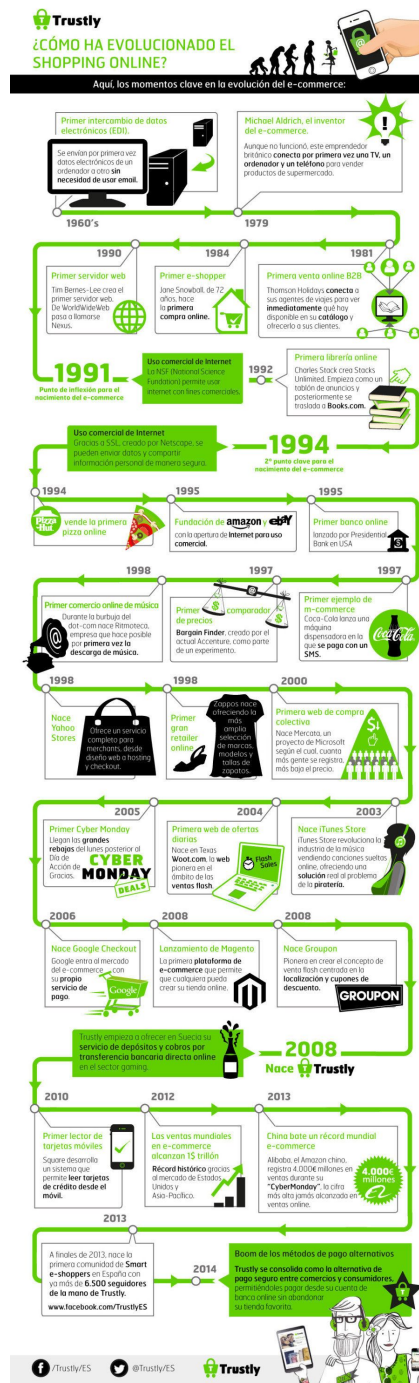 Trustly
¿CÓMO HA EVOLUCIONADO EL
SHOPPING ONLINE?
Aquí, los momentos clave en la evolución del e-commerce:
Primer intercambio de datos
electrónicos (EDI).
Se envían por primera vez
datos electrónicos de un
ordenador a otro sin
necesidad de usar email.
1960's
Michael Aldrich, el inventor
del e-commerce.
Aunque no funcionó, este emprendedor
británico conecta por primera vez una TV, un
ordenador y un teléfono para vender
productos de supermercado.
1979
1990
Primer servidor web
Tim Bernes-Lee crea el
primer servidor web.
De WorldWideWeb
pasa a llamarse
Nexus.
1984
Primer e-shopper
Jane Snowball, de 72
años, hace
la primera
compra online.
1981
Primera venta online B2B
Thomson Holidays conecta a
sus agentes de viajes para ver
inmediatamente qué hay
disponible en su catálogo y
ofrecerlo a sus clientes.
1991
Punto de inflexión para el
nacimiento del e-commerce
Uso comercial de Internet
La NSF (National Science
Fundation) permite usar
internet con fines comerciales.
1992
Primera librería online
Charles Stack crea Stacks
Unlimited. Empieza como un
tablón de anuncios y
posteriormente se
traslada a Books.com.
Uso comercial de Internet
Gracias a SSL, creado por Netscape, se
pueden enviar datos y compartir
información personal de manera segura.
1994
2º punto clave para el
nacimiento del e-commerce
1994
Pizza Hut
vende la primera
pizza online
1995
Fundación de amazon y ebay
con la apertura de Internet para uso
comercial.
1995
Primer banco online
lanzado por Presidential
Bank en USA
1998
Primer comercio online de música
Durante la burbuja del
dot-com nace Ritmoteca,
empresa que hace posible
por primera vez la
descarga de música.
1997
Primer comparador
de precios
Bargain Finder, creado por el
actual Accenture, como parte
de un experimento.
1997
Primer ejemplo de
m-commerce
Coca-Cola lanza una
máquina
dispensadora en la
que se paga con un
SMS.
Coca-Cola
1998
Nace
Yahoo
Stores
Ofrece un servicio
completo para
merchants, desde
diseño web a hosting
y checkout.
1998
Primer
gran
retailer
online
Zappos nace
ofreciendo la
más
amplia
selección
de marcas,
modelos y
tallas de
zapatos.
2000
Primera web de compra
colectiva
Nace Mercata, un
proyecto de Microsoft
según el cual, cuanta
más gente se registra,
más baja el precio.
2005
Primer Cyber Monday
Llegan las grandes
rebajas del lunes posterior al
Día de
Acción de
Gracias.
CYBER
MONDAY
DEALS
2004
Primera web de ofertas
diarias
Nace en Texas
Woot.com, la web
pionera en el
ámbito de las
ventas flash.
Flash
Sales
2003
Nace iTunes Store
iTunes Store revoluciona la
industria de la música
vendiendo canciones sueltas
online, ofreciendo una
solución real al problema
de la piratería.
2006
Nace Google Checkout
Google entra al mercado
del e-commerce con
su propio
servicio de
pago.
Google
2008
Lanzamiento de Magento
La primera plataforma de
e-commerce que permite
que cualquiera pueda
crear su tienda online.
2008
Nace Groupon
Pionera en crear el concepto de
venta flash centrada en la
localización y cupones de
descuento.
GROUPON
Trustly empieza a ofrecer en Suecia su
servicio de depósitos y cobros por
transferencia bancaria directa online
en el sector gaming.
2008
Nace Trustly
2010
Primer lector de
tarjetas móviles
Square desarrolla
un sistema que
permite leer tarjetas
de crédito desde el
móvil.
2012
Las ventas mundiales
en e-commerce
alcanzan 1$ trillón
Récord histórico gracias
al mercado de Estados
Unidos y
Asia-Pacífico.
2013
China bate un récord mundial
e-commerce
Alibaba, el Amazon chino,
registra 4.000€ millones
en ventas durante su
"CyberMonday", la cifra
más alta jamás alcanzada en
ventas online.
4.000€
millones
2013
A finales de 2013, nace la
primera comunidad de Smart
e-shoppers en España con
ya más de 6.500 seguidores
de la mano de Trustly.
www.facebook.com/TrustlyES
2014
Boom de los métodos de pago alternativos
Trustly se consolida como la alternativa de
pago seguro entre comercios y consumidores,
permitiéndoles pagar desde su cuenta de
banca online sin abandonar
su tienda favorita.
/Trustly/ES
@Trustly/ES
Trustly